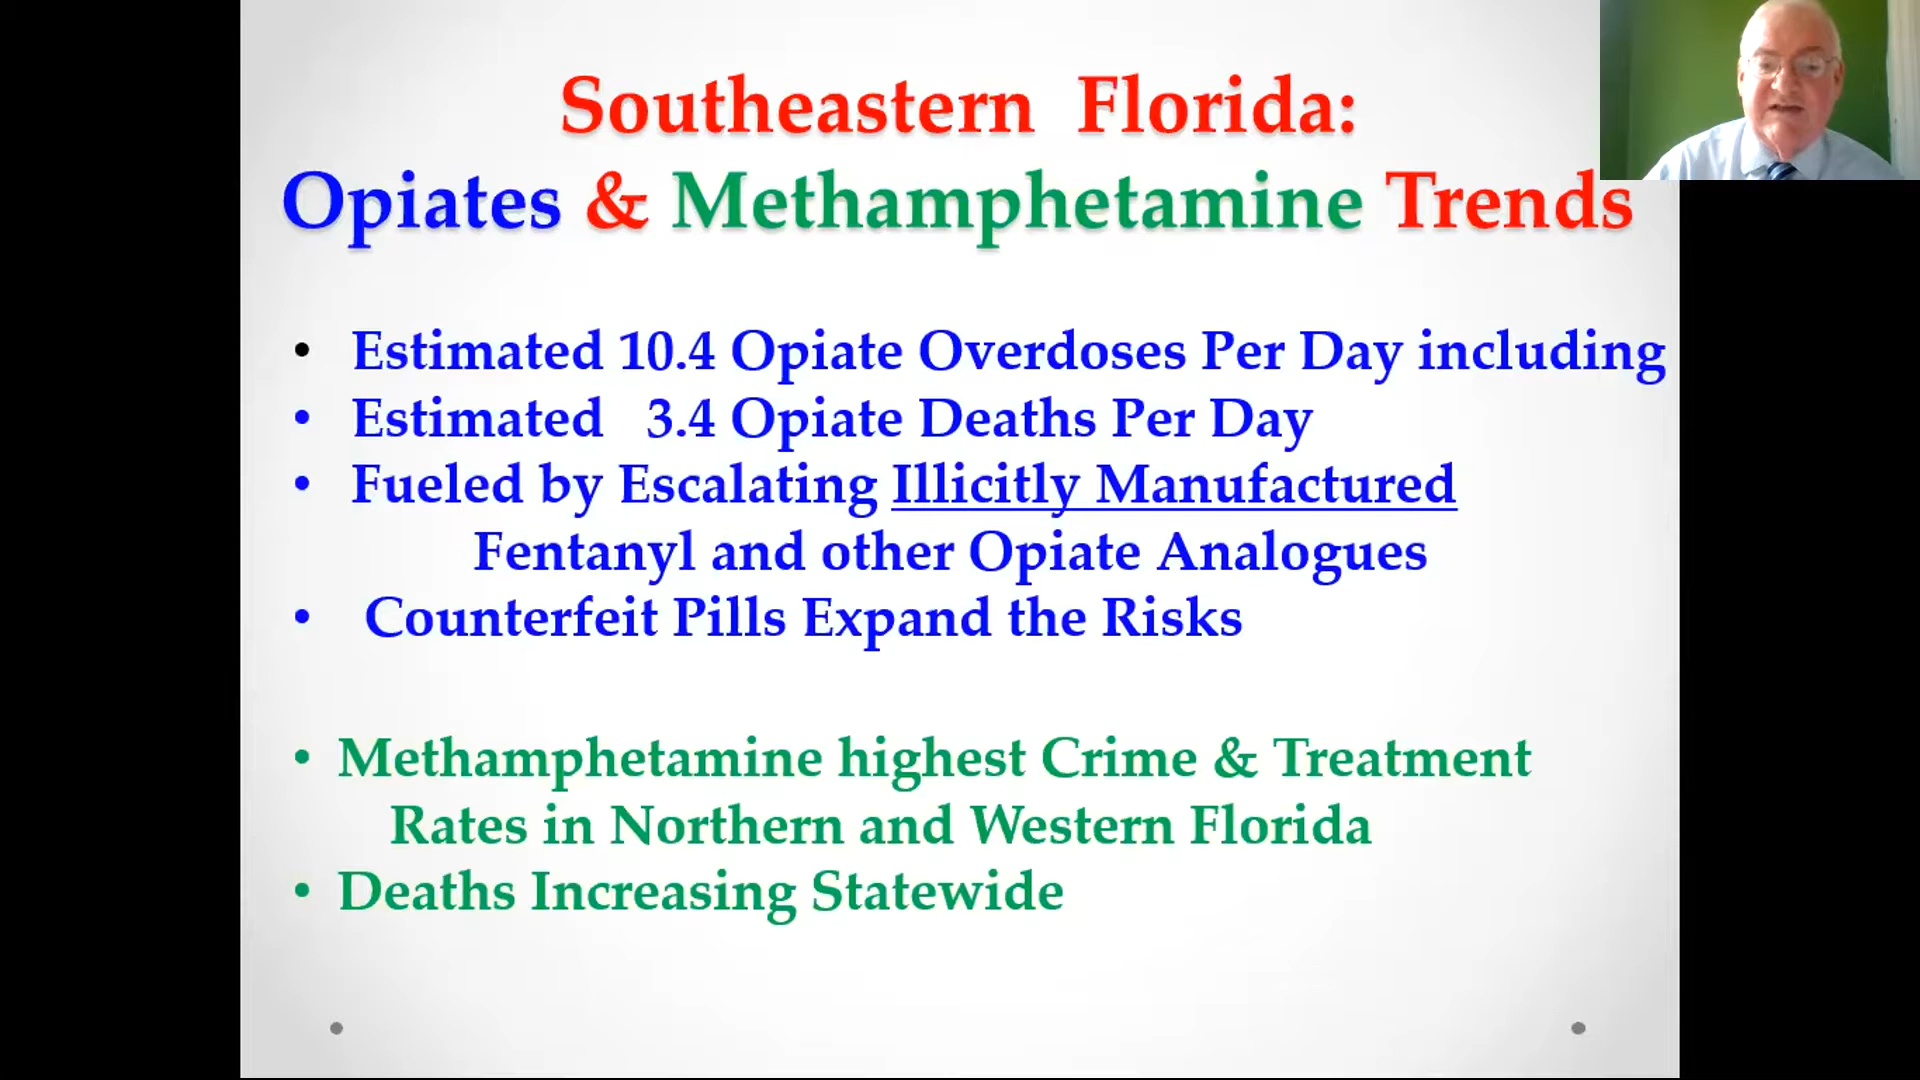 Southeastern Florida:
Opiates & Methamphetamine Trends
• Estimated 10.4 Opiate Overdoses Per Day including
• Estimated 3.4 Opiate Deaths Per Day
• Fueled by Escalating Illicitly Manufactured
Fentanyl and other Opiate Analogues
• Counterfeit Pills Expand the Risks
• Methamphetamine highest Crime & Treatment
Rates in Northern and Western Florida
• Deaths Increasing Statewide